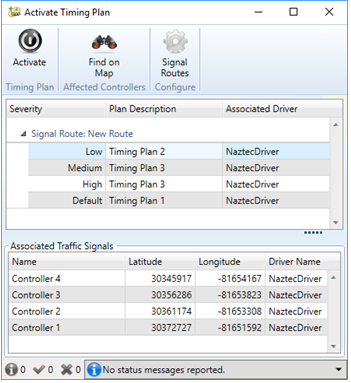 Activate Timing Plan
Activate
Find on Map
Signal Routes
Timing Plan Affected Controllers Configure
Severity Plan Description Associated Driver
Signal Route: New Route
Low Timing Plan 2 NaztecDriver
Medium Timing Plan 3 NaztecDriver
High Timing Plan 3 NaztecDriver
Default Timing Plan 1 NaztecDriver
Associated Traffic Signals
Name Latitude Longitude Driver Name
Controller 4 30345917 -81654167 NaztecDriver
Controller 3 30356286 -81653823 NaztecDriver
Controller 2 30361174 -81653308 NaztecDriver
Controller 1 30372727 -81651592 NaztecDriver
0 0 0 No status messages reported.